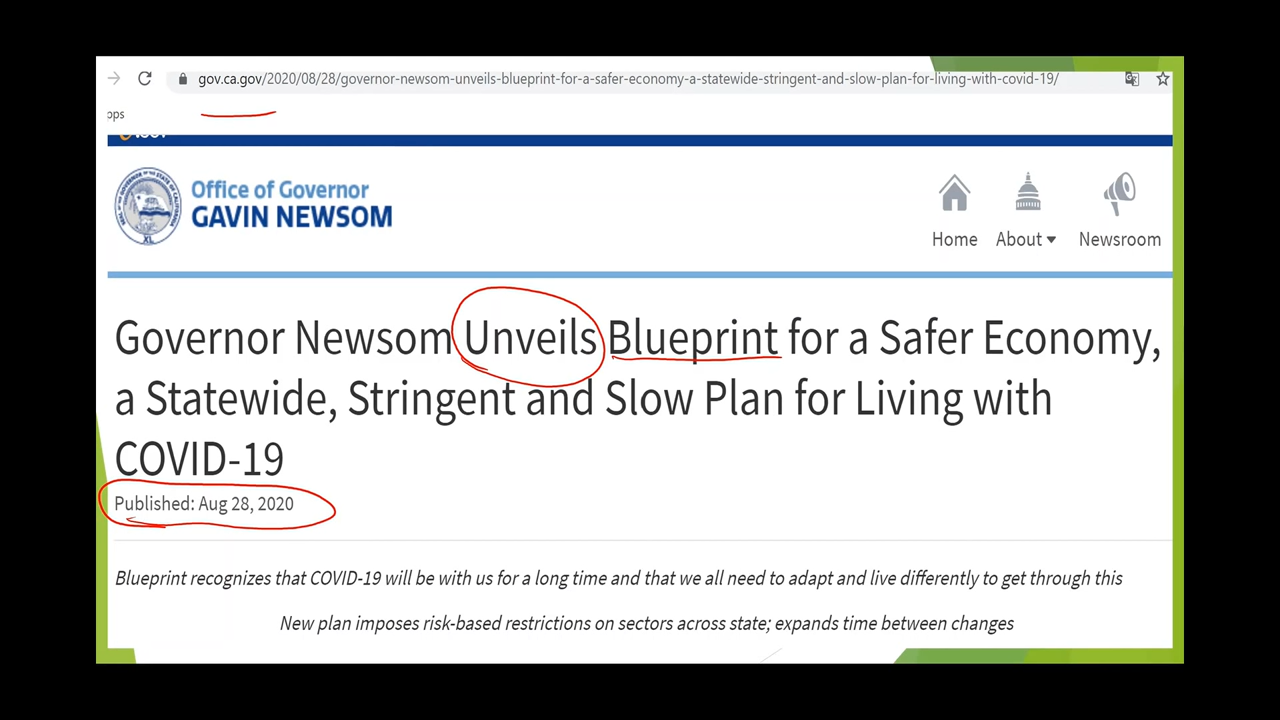 gov.ca.gov/2020/08/28/governor-newsom-unveils-blueprint-for-a-safer-economy-a-statewide-stringent-and-slow-plan-for-living-with-covid-19/
ops
Office of Governor
GAVIN NEWSOM
Home About Newsroom
Governor Newsom Unveils Blueprint for a Safer Economy,
a Statewide, Stringent and Slow Plan for Living with
COVID-19
Published: Aug 28, 2020
Blueprint recognizes that COVID-19 will be with us for a long time and that we all need to adapt and live differently to get through this
New plan imposes risk-based restrictions on sectors across state; expands time between changes